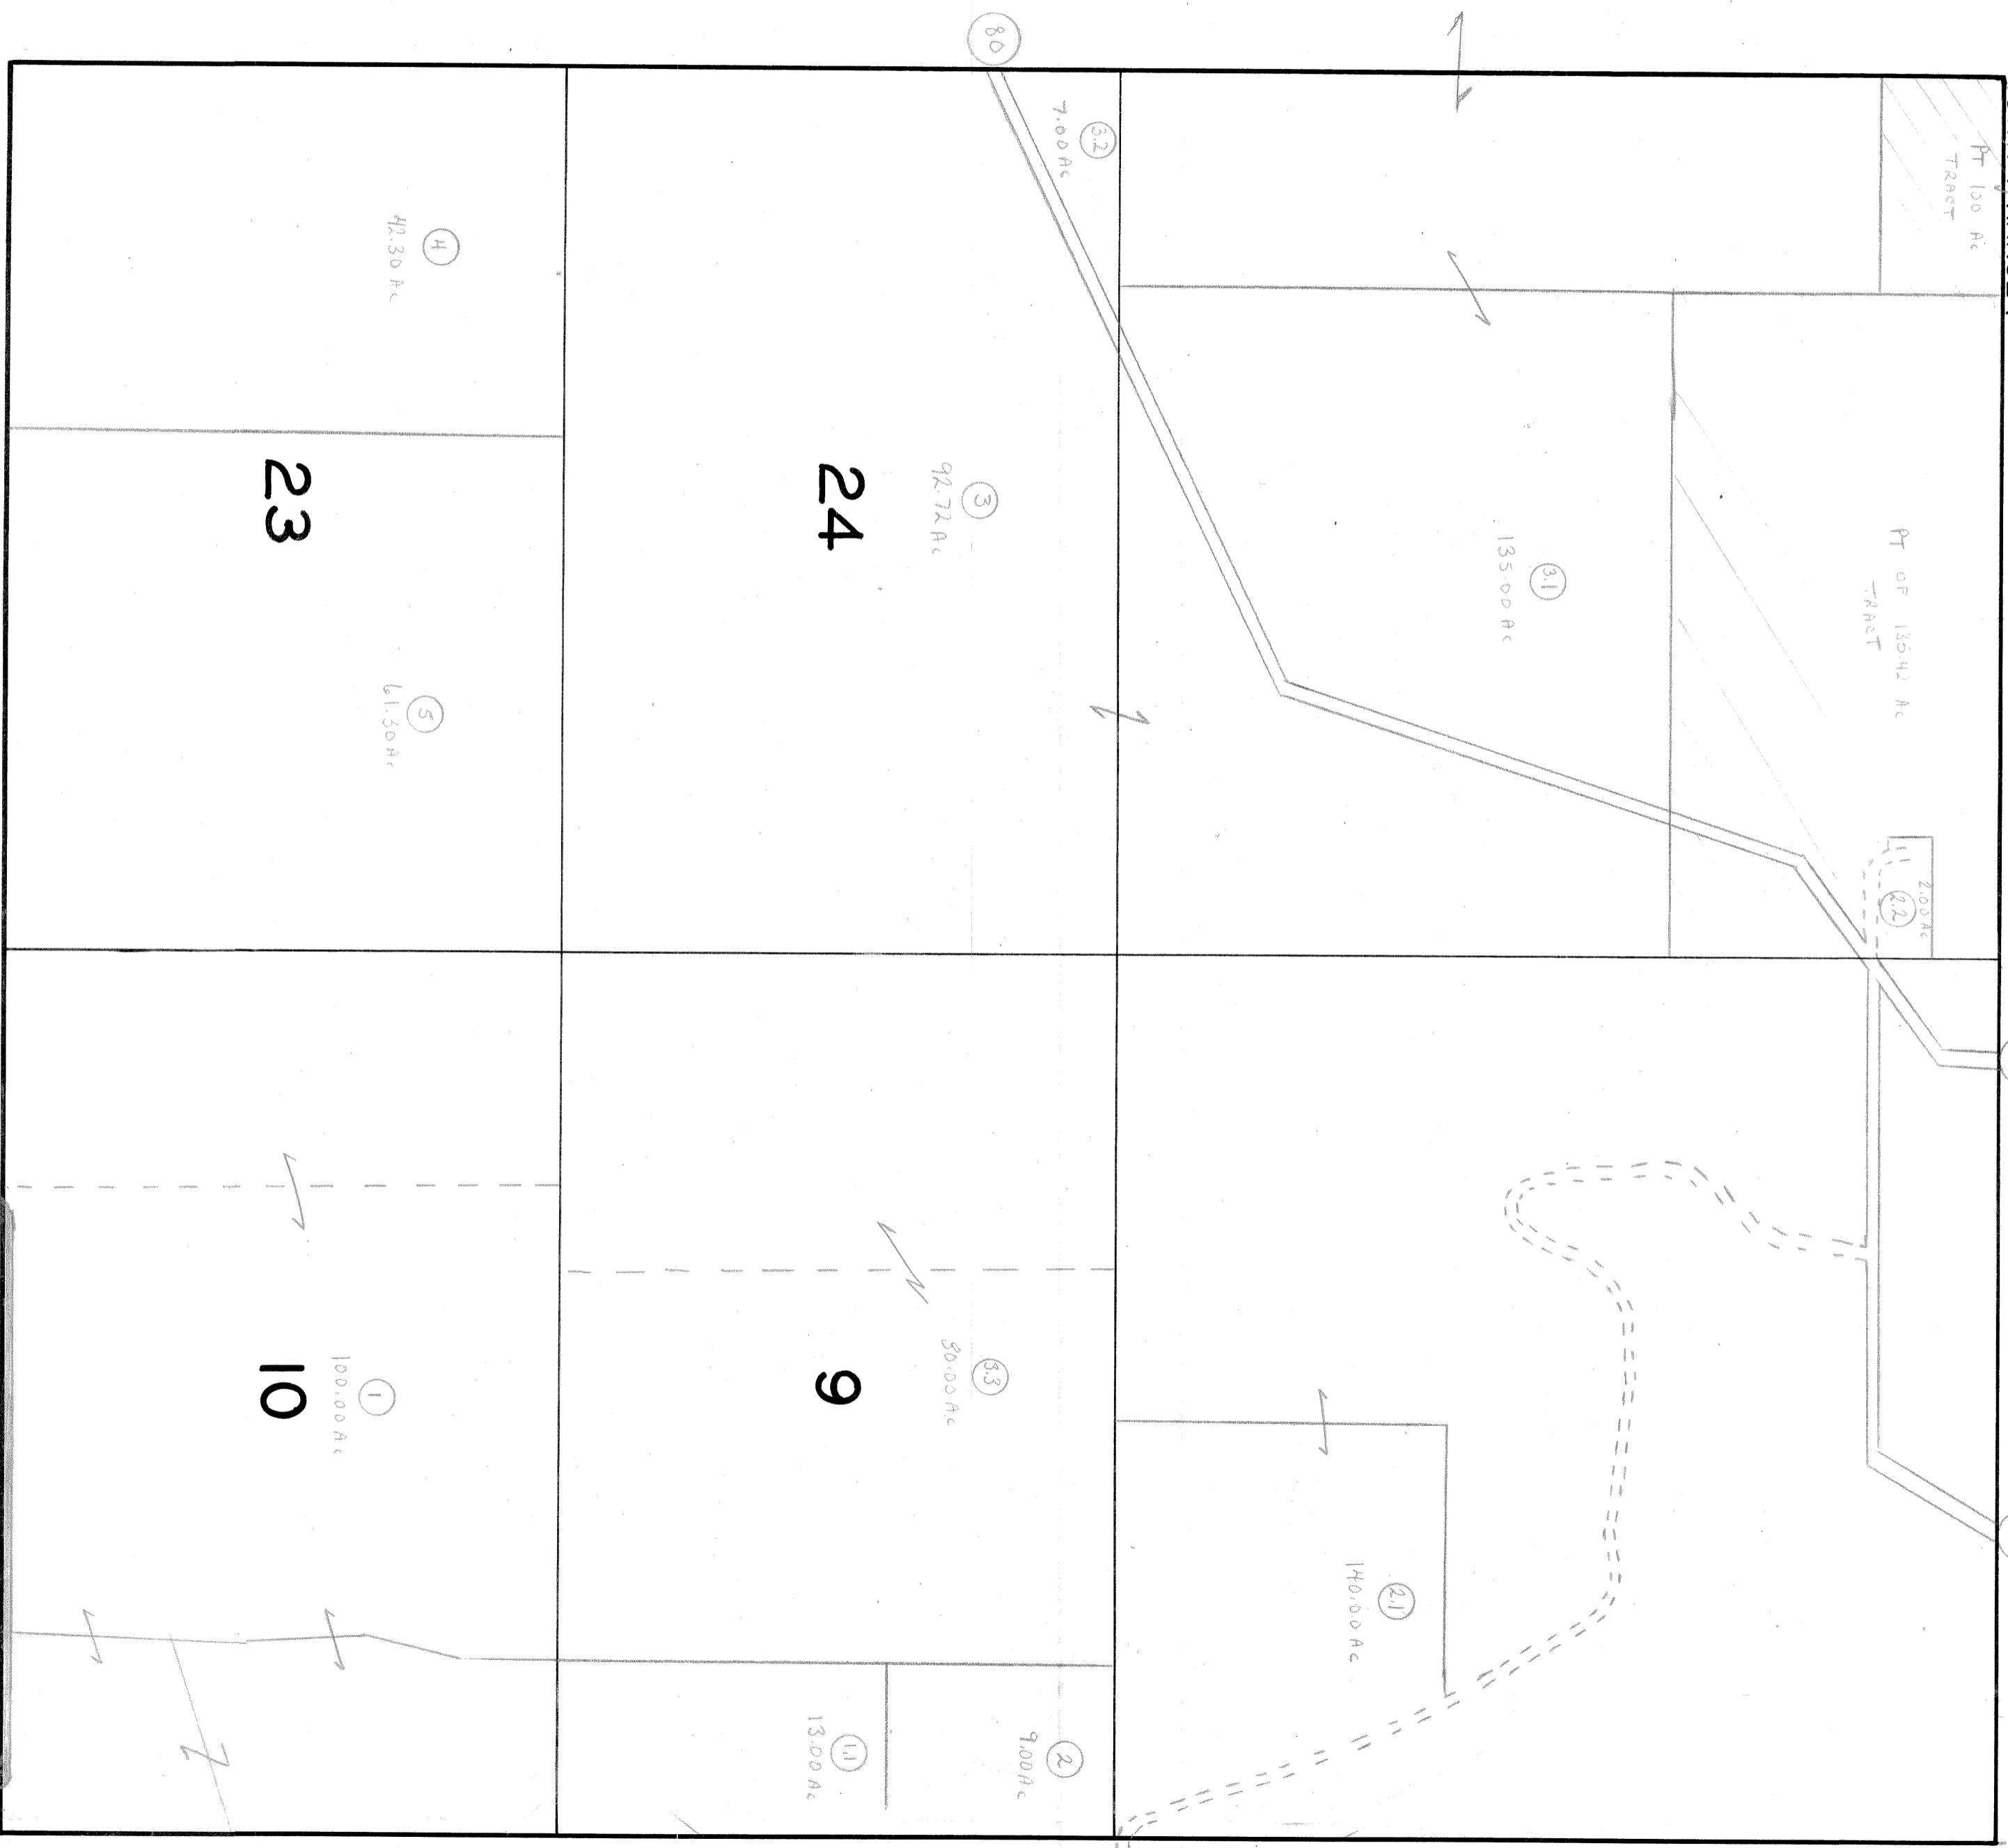 PT 100 Ac
TRACT
PT OF 135.42 Ac
TRACT
2.00 Ac
2.2
3.1
135.00 Ac
2.1
140.00 Ac
80
3.2
7.00 Ac
3
92.72 Ac
24
3.3
80.00 Ac
9
2
9.00 Ac
1.1
13.00 Ac
4
42.30 Ac
23
5
61.30 Ac
1
100.00 Ac
10